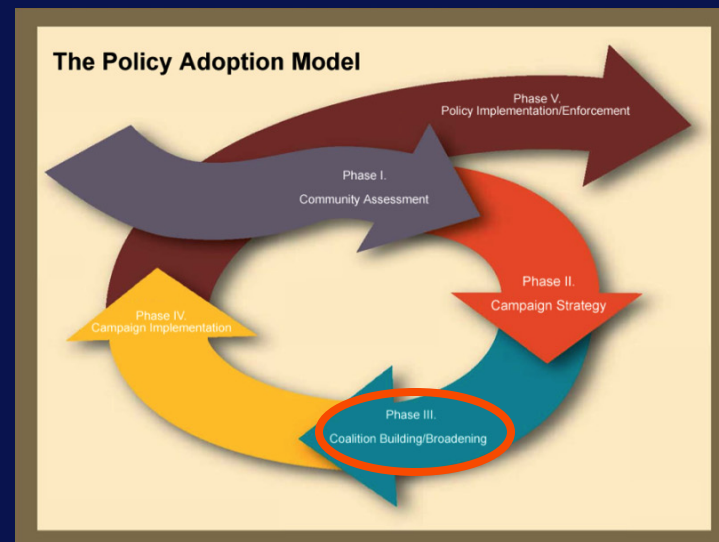 The Policy Adoption Model
Phase V.
Policy Implementation/Enforcement
Phase I.
Community Assessment
Phase II.
Campaign Strategy
Phase III.
Coalition Building/Broadening
Phase IV.
Campaign Implementation